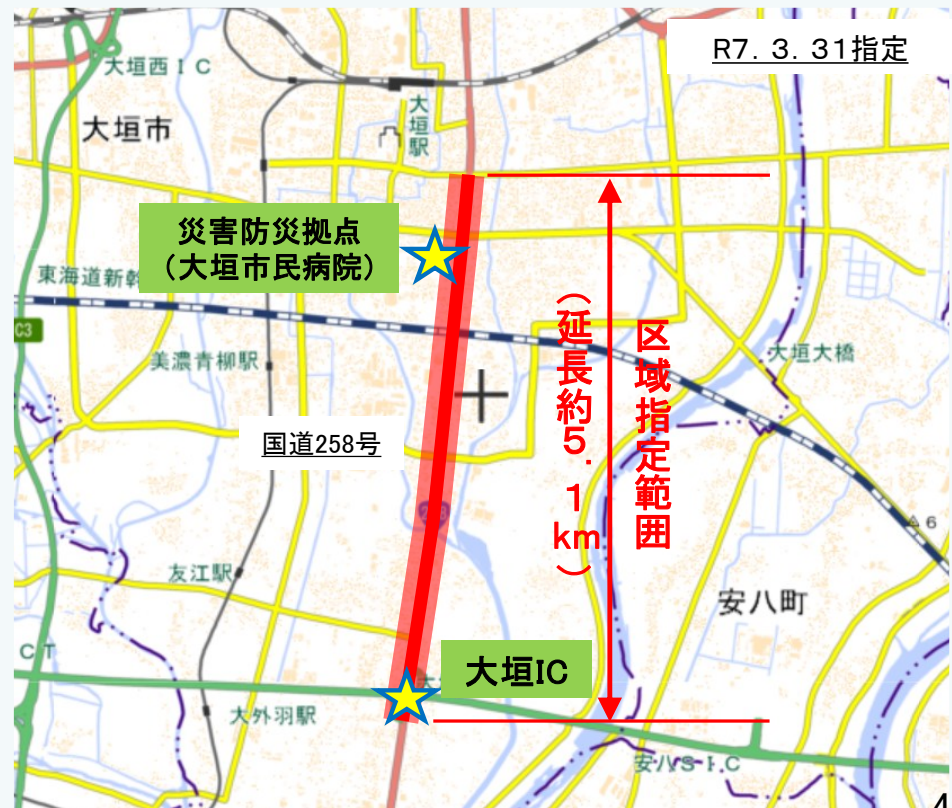 R7. 3. 31指定
大垣西IC
大垣市
大垣駅
災害防災拠点
（大垣市民病院）
東海道新幹
C3
美濃青柳駅
大垣大橋
国道258号
区域指定範囲
（延長約5. 1km）
6
友江駅
安八町
CT
大垣IC
大外羽駅
安八SIC
4